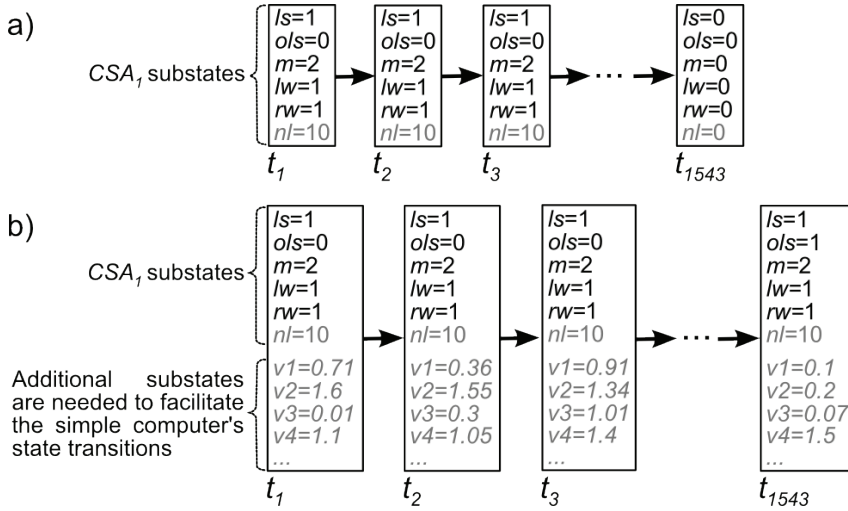 a)
CSA1 substates
ls=1
ols=0
m=2
lw=1
rw=1
nl=10
t1
ls=1
ols=0
m=2
lw=1
rw=1
nl=10
t2
ls=1
ols=0
m=2
lw=1
rw=1
nl=10
t3
...
ls=0
ols=0
m=0
lw=0
rw=0
nl=0
t1543
b)
CSA1 substates
Additional substates
are needed to facilitate
the simple computer's
state transitions
ls=1
ols=0
m=2
lw=1
rw=1
nl=10
v1=0.71
v2=1.6
v3=0.01
v4=1.1
...
t1
ls=1
ols=0
m=2
lw=1
rw=1
nl=10
v1=0.36
v2=1.55
v3=0.3
v4=1.05
...
t2
ls=1
ols=0
m=2
lw=1
rw=1
nl=10
v1=0.91
v2=1.34
v3=1.01
v4=1.4
...
t3
...
ls=1
ols=1
m=2
lw=1
rw=1
nl=10
v1=0.1
v2=0.2
v3=0.07
v4=1.5
...
t1543